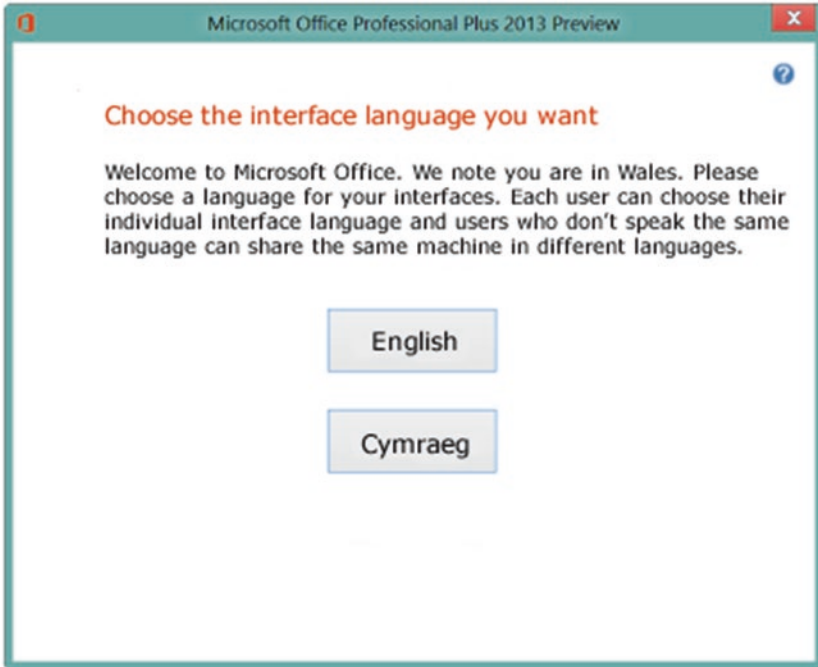 Microsoft Office Professional Plus 2013 Preview
Choose the interface language you want
Welcome to Microsoft Office. We note you are in Wales. Please
choose a language for your interfaces. Each user can choose their
individual interface language and users who don’t speak the same
language can share the same machine in different languages.
English
Cymraeg